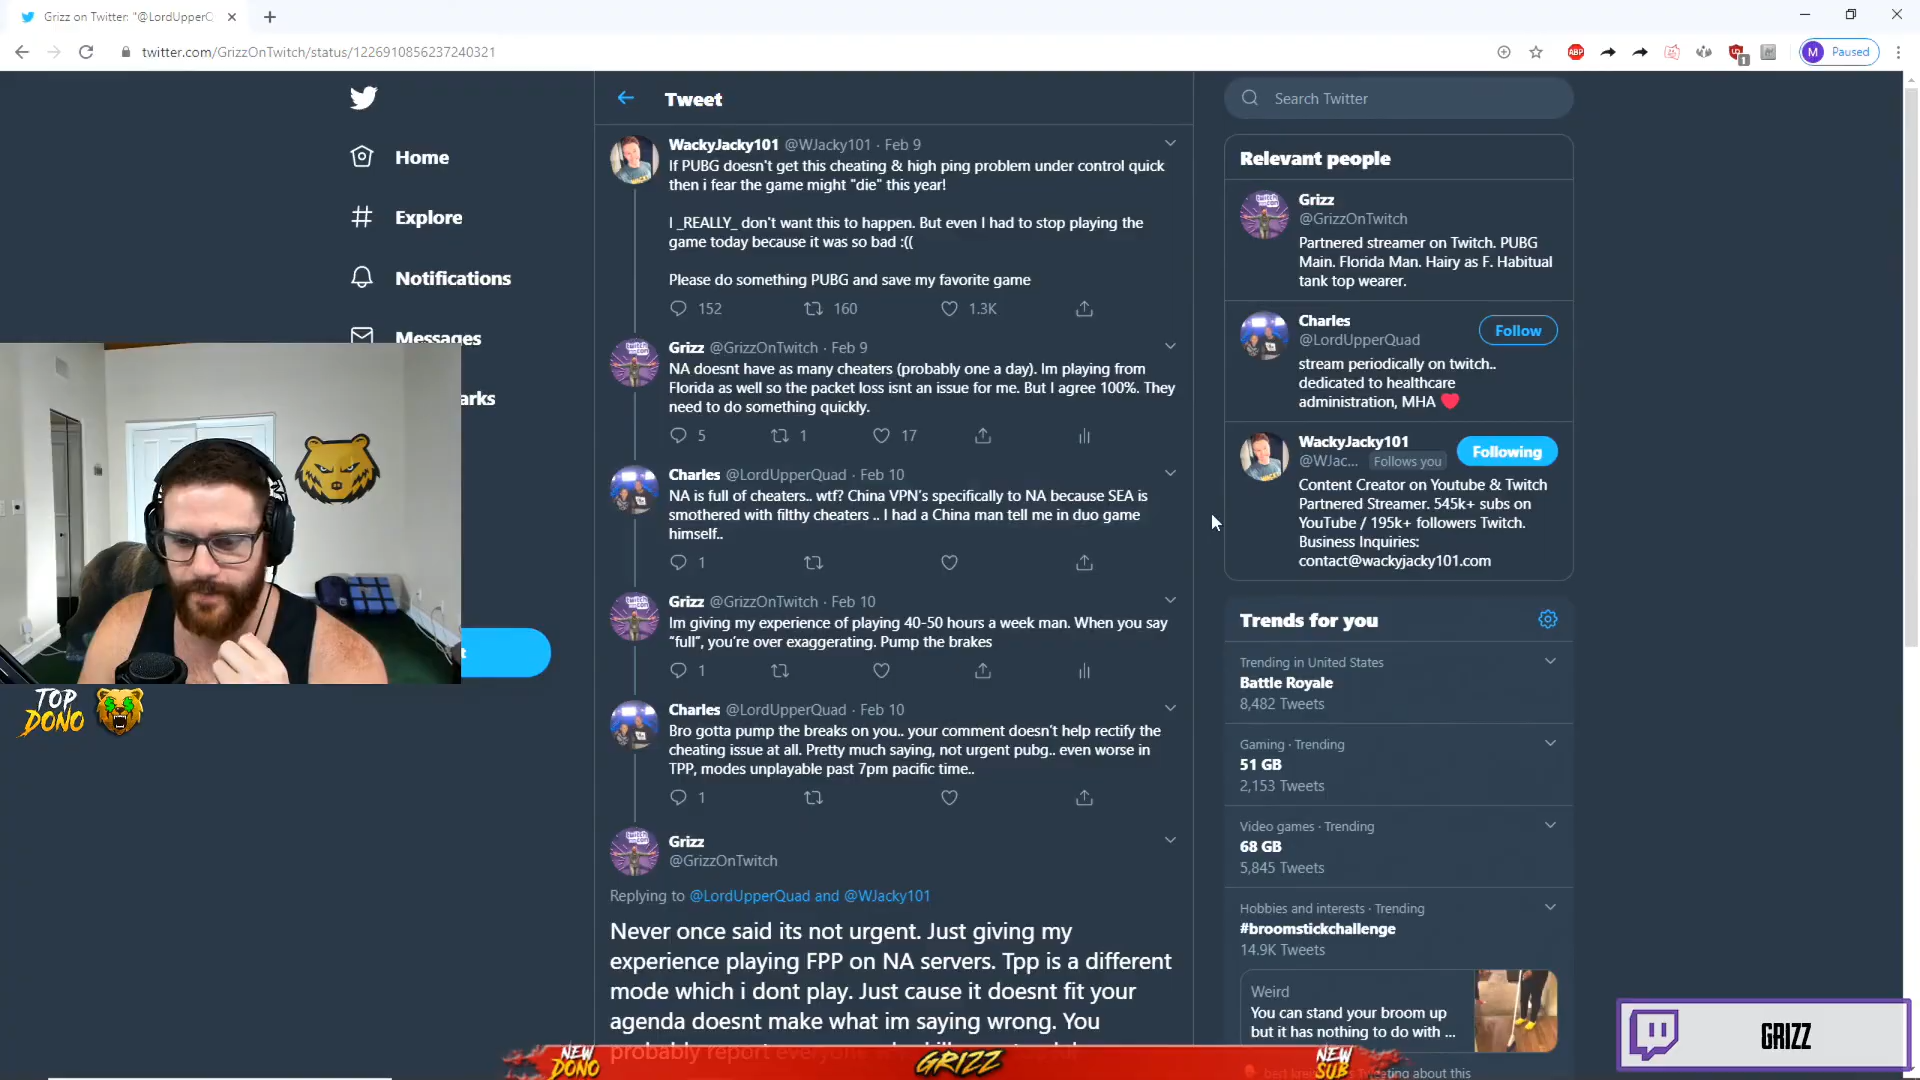 Grizz on Twitter: "@LordUpperQ
twitter.com/GrizzOnTwitch/status/1226910856237240321
ABP
1
M
Paused
Home
Explore
Notifications
Messages
arks
t
TOP
DONO
Tweet
WackyJacky101 @WJacky101 · Feb 9
If PUBG doesn't get this cheating & high ping problem under control quick
then i fear the game might "die" this year!
I _REALLY_ don't want this to happen. But even I had to stop playing the
game today because it was so bad :((
Please do something PUBG and save my favorite game
152 160 1.3K
Grizz @GrizzOnTwitch · Feb 9
NA doesnt have as many cheaters (probably one a day). Im playing from
Florida as well so the packet loss isnt an issue for me. But I agree 100%. They
need to do something quickly.
5 1 17
Charles @LordUpperQuad · Feb 10
NA is full of cheaters.. wtf? China VPN's specifically to NA because SEA is
smothered with filthy cheaters .. I had a China man tell me in duo game
himself..
1
Grizz @GrizzOnTwitch · Feb 10
Im giving my experience of playing 40-50 hours a week man. When you say
"full", you're over exaggerating. Pump the brakes
1
Charles @LordUpperQuad · Feb 10
Bro gotta pump the breaks on you.. your comment doesn't help rectify the
cheating issue at all. Pretty much saying, not urgent pubg.. even worse in
TPP, modes unplayable past 7pm pacific time..
1
Grizz
@GrizzOnTwitch
Replying to @LordUpperQuad and @WJacky101
Never once said its not urgent. Just giving my
experience playing FPP on NA servers. Tpp is a different
mode which i dont play. Just cause it doesnt fit your
agenda doesnt make what im saying wrong. You
probably report
Search Twitter
Relevant people
Grizz
@GrizzOnTwitch
Partnered streamer on Twitch. PUBG
Main. Florida Man. Hairy as F. Habitual
tank top wearer.
Charles
@LordUpperQuad
Follow
stream periodically on twitch..
dedicated to healthcare
administration, MHA
WackyJacky101
@WJac... Follows you
Following
Content Creator on Youtube & Twitch
Partnered Streamer. 545k+ subs on
YouTube / 195k+ followers Twitch.
Business Inquiries:
contact@wackyjacky101.com
Trends for you
Trending in United States
Battle Royale
8,482 Tweets
Gaming · Trending
51 GB
2,153 Tweets
Video games · Trending
68 GB
5,845 Tweets
Hobbies and interests · Trending
#broomstickchallenge
14.9K Tweets
Weird
You can stand your broom up
but it has nothing to do with ...
Tweeting about this
NEW
DONO
GRIZZ
NEW
SUB
GRIZZ